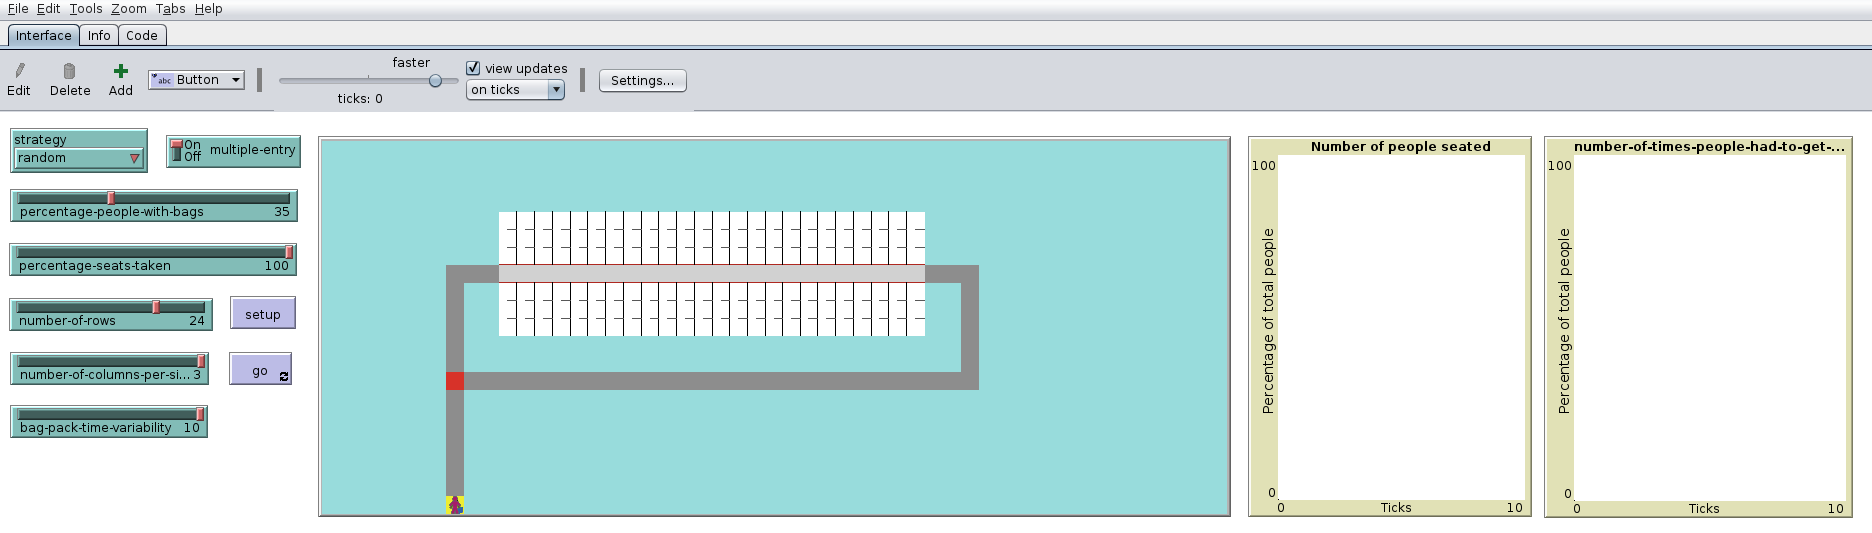 File Edit Tools Zoom Tabs Help
Interface Info Code
Edit Delete Add abc Button faster ticks: 0 view updates on ticks Settings...
strategy
random
On
Off
multiple-entry
percentage-people-with-bags 35
percentage-seats-taken 100
number-of-rows 24
setup
number-of-columns-per-si... 3
go
bag-pack-time-variability 10
Number of people seated
100
Percentage of total people
0
0 Ticks 10
number-of-times-people-had-to-get-...
100
Percentage of total people
0
0 Ticks 10